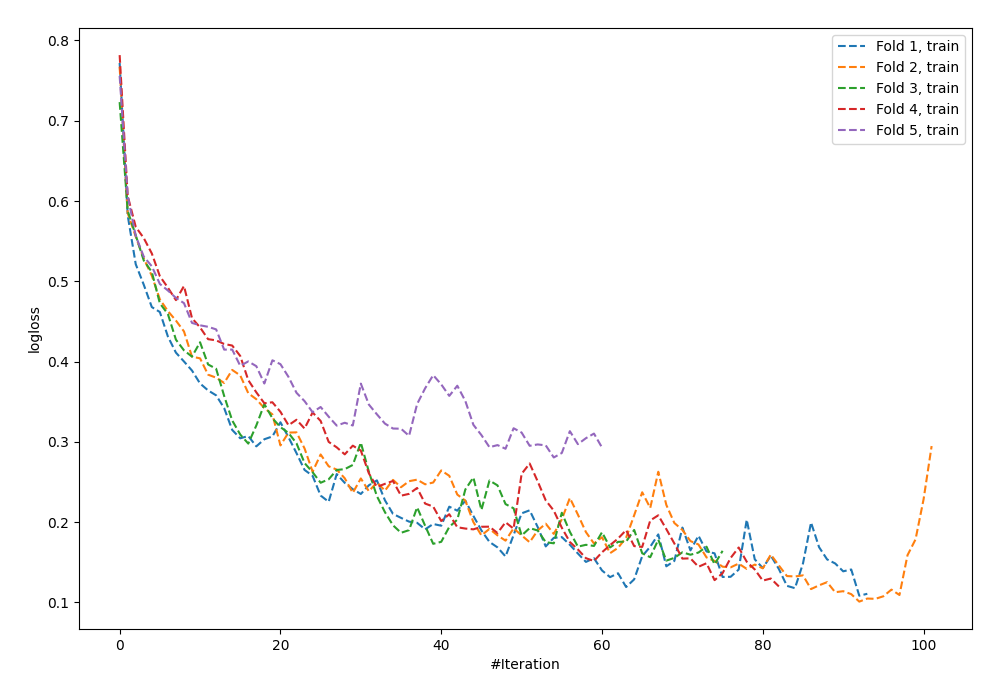 0.8
0.7
0.6
0.5
0.4
0.3
0.2
0.1
logloss
0
20
40
60
80
100
#Iteration
Fold 1, train
Fold 2, train
Fold 3, train
Fold 4, train
Fold 5, train